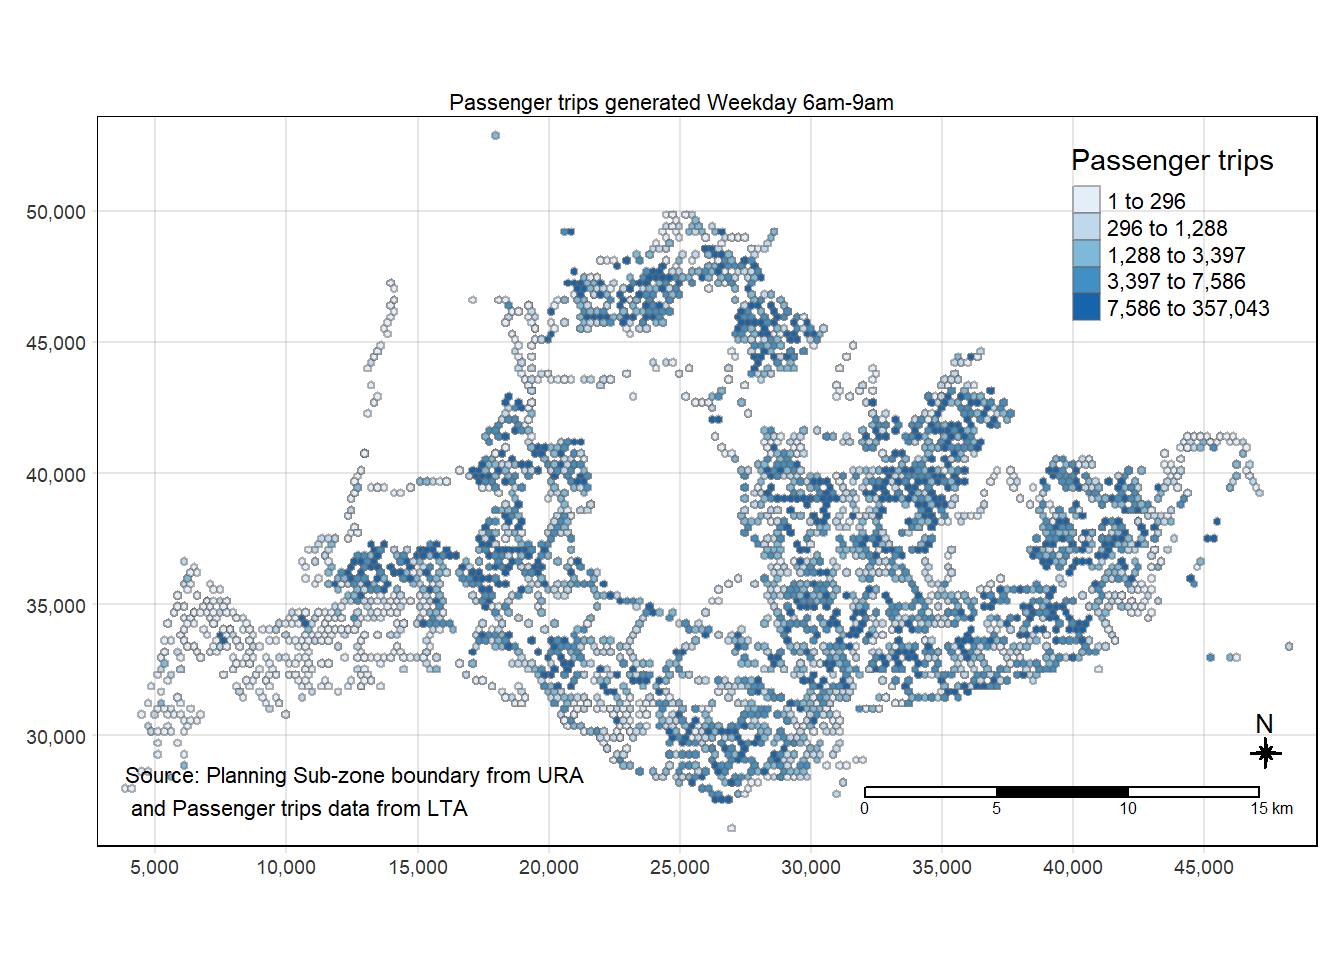 Passenger trips generated Weekday 6am-9am
Passenger trips
1 to 296
296 to 1,288
1,288 to 3,397
3,397 to 7,586
7,586 to 357,043
50,000
45,000
40,000
35,000
30,000
N
Source: Planning Sub-zone boundary from URA
and Passenger trips data from LTA
0 5 10 15 km
5,000 10,000 15,000 20,000 25,000 30,000 35,000 40,000 45,000